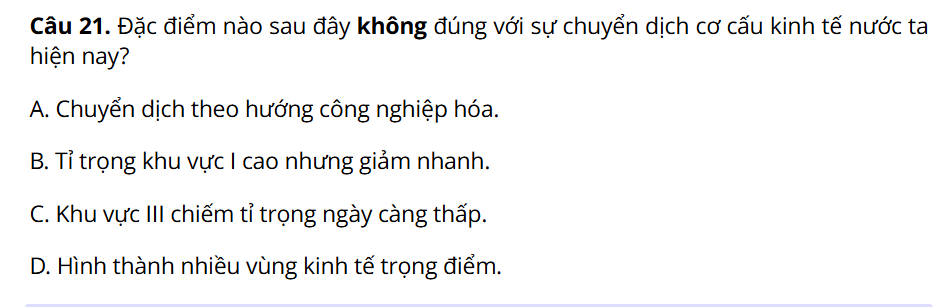 Câu 21. Đặc điểm nào sau đây không đúng với sự chuyển dịch cơ cấu kinh tế nước ta
hiện nay?
A. Chuyển dịch theo hướng công nghiệp hóa.
B. Tỉ trọng khu vực I cao nhưng giảm nhanh.
C. Khu vực III chiếm tỉ trọng ngày càng thấp.
D. Hình thành nhiều vùng kinh tế trọng điểm.